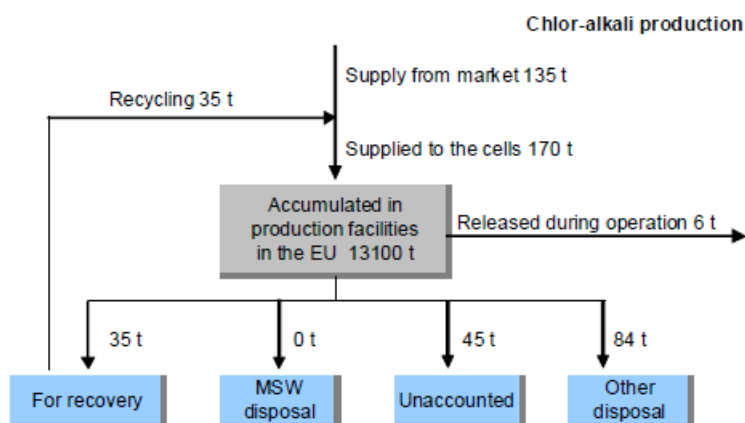 Chlor-alkali production
Supply from market 135 t
Recycling 35 t
Supplied to the cells 170 t
Accumulated in
production facilities
in the EU 13100 t
Released during operation 6 t
35 t
0 t
45 t
84 t
For recovery
MSW
disposal
Unaccounted
Other
disposal